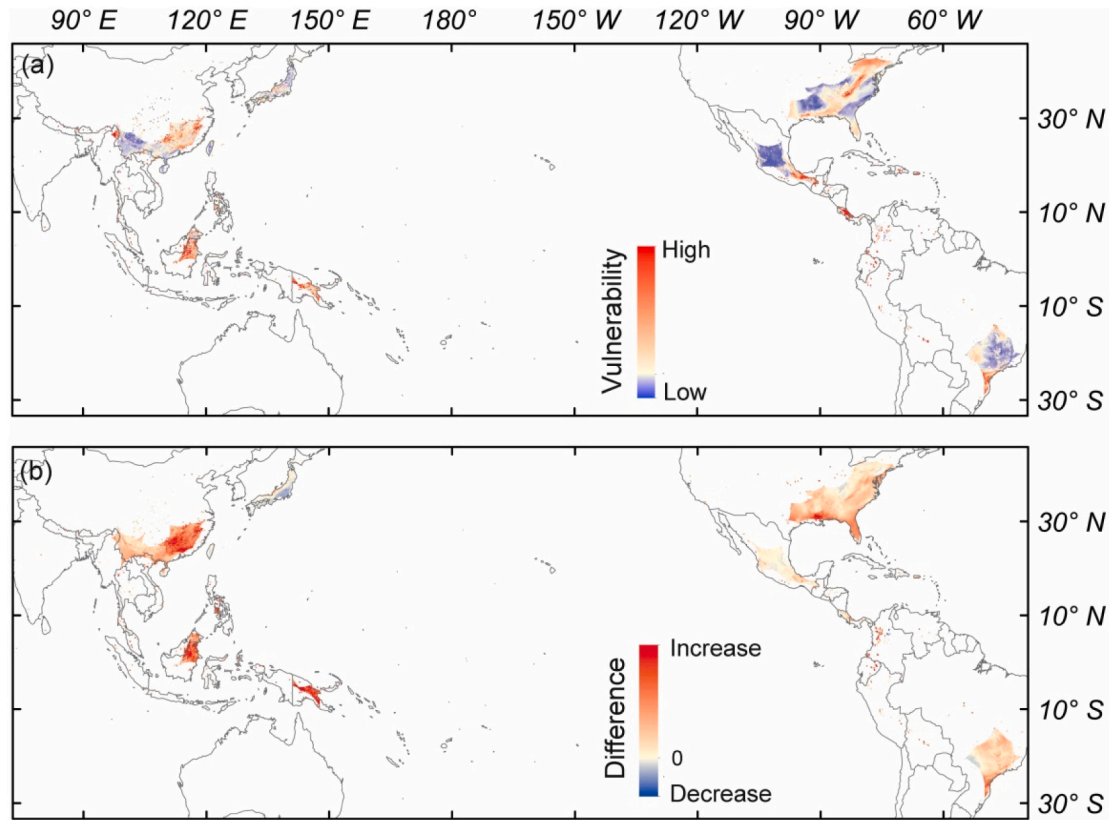 90° E 120° E 150° E 180° 150° W 120° W 90° W 60° W
(a)
30° N
10° N
10° S
30° S
Vulnerability
High
Low
(b)
30° N
10° N
10° S
30° S
Difference
Increase
0
Decrease